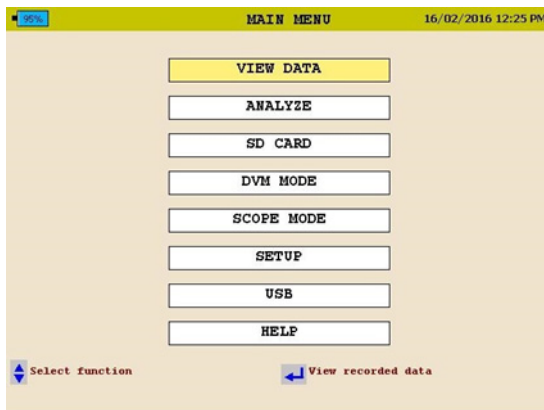 95% MAIN MENU 16/02/2016 12:25 PM
VIEW DATA
ANALYZE
SD CARD
DVM MODE
SCOPE MODE
SETUP
USB
HELP
Select function View recorded data